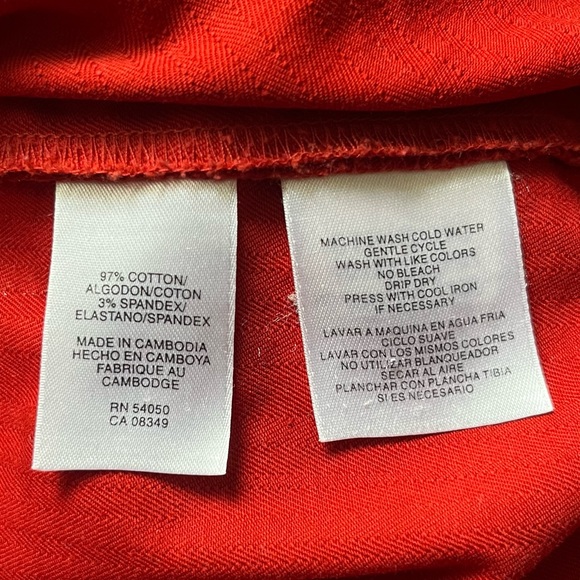 97% COTTON/
ALGODON/COTON
3% SPANDEX/
ELASTANO/SPANDEX
MADE IN CAMBODIA
HECHO EN CAMBOYA
FABRIQUE AU
CAMBODGE
RN 54050
CA 08349
MACHINE WASH COLD WATER
GENTLE CYCLE
WASH WITH LIKE COLORS
NO BLEACH
DRIP DRY
PRESS WITH COOL IRON
IF NECESSARY
LAVAR A MAQUINA EN AGUA FRIA
CICLO SUAVE
LAVAR CON LOS MISMOS COLORES
NO UTILIZAR BLANQUEADOR
SECAR AL AIRE
PLANCHAR CON PLANCHA TIBIA
SI ES NECESARIO